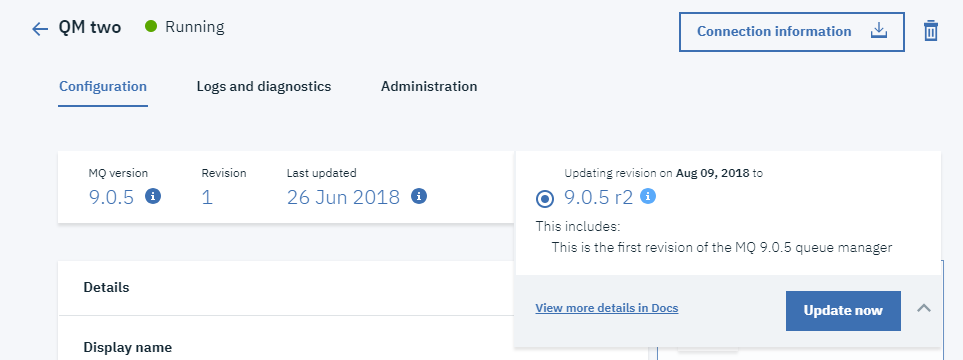 QM two Running Connection information
Configuration Logs and diagnostics Administration
MQ version Revision Last updated
9.0.5 1 26 Jun 2018
Updating revision on Aug 09, 2018 to
9.0.5 r2
This includes:
This is the first revision of the MQ 9.0.5 queue manager
View more details in Docs Update now
Details
Display name